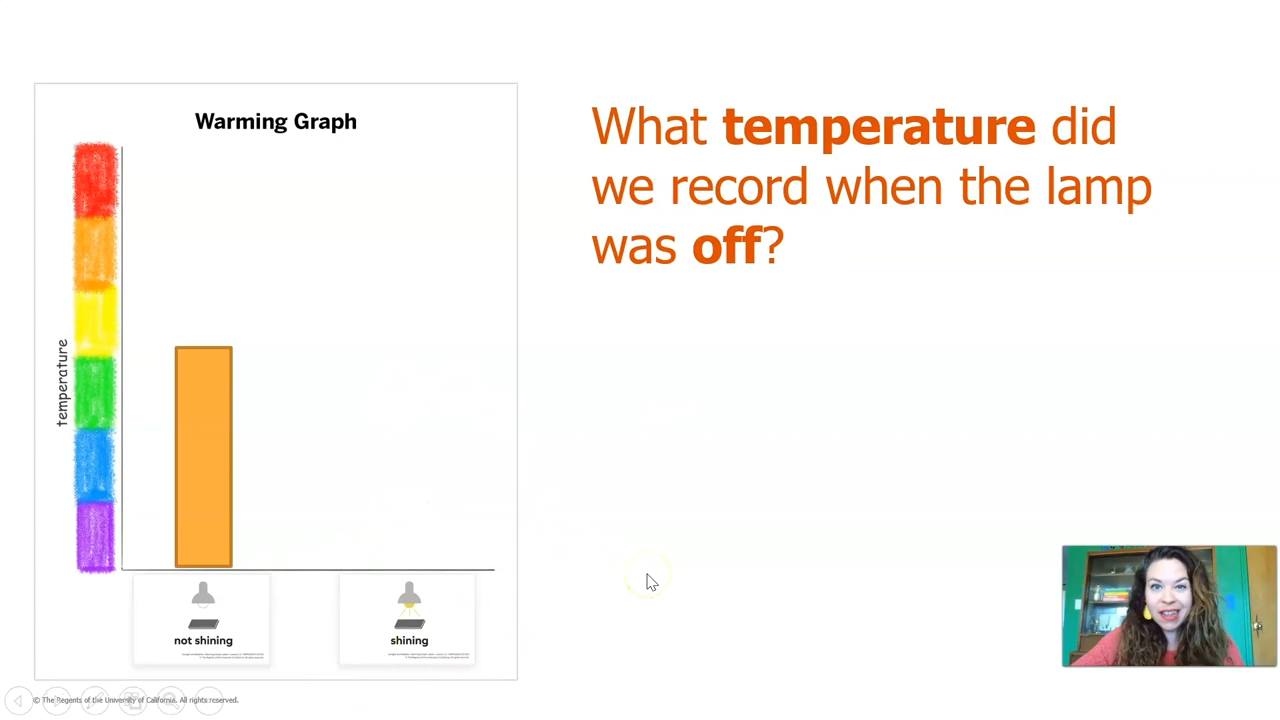 Warming Graph
temperature
not shining
shining
What temperature did
we record when the lamp
was off?
© The Regents of the University of California. All rights reserved.